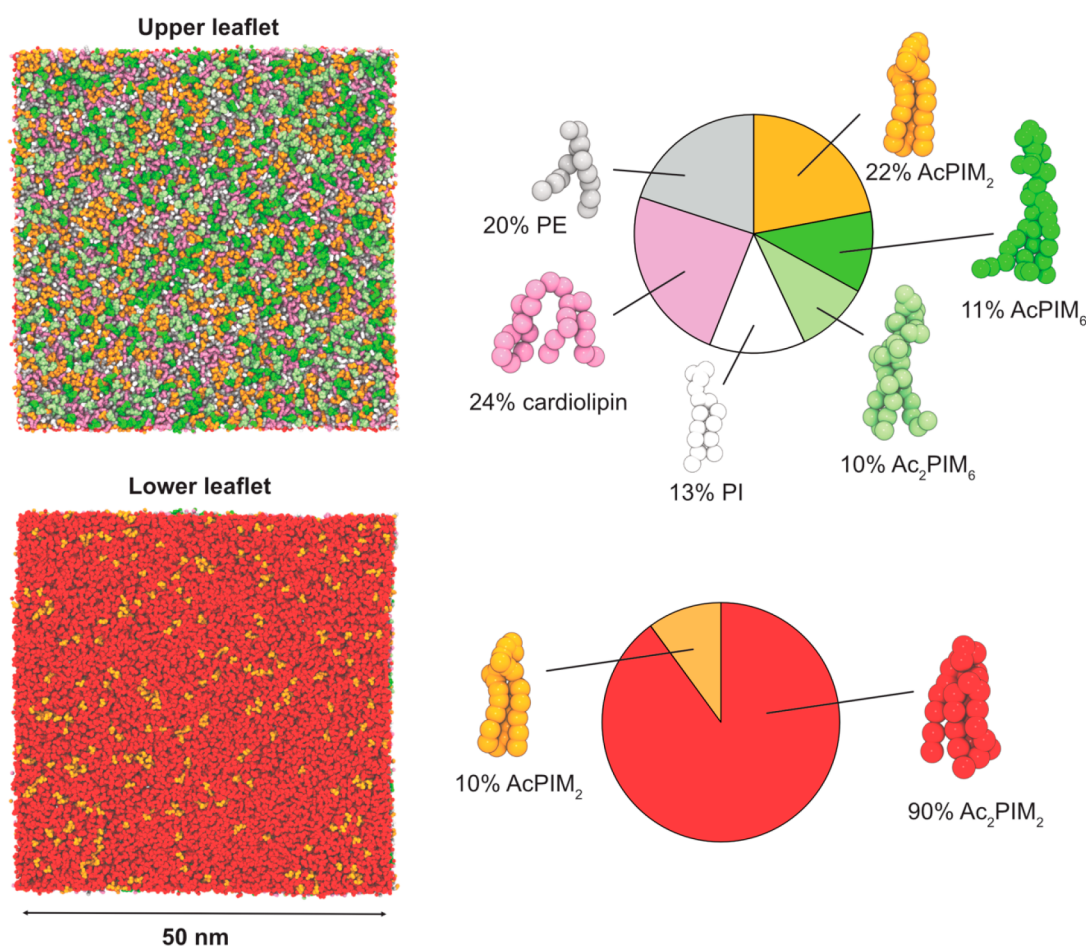 Upper leaflet
22% AcPIM₂
20% PE
11% AcPIM₆
24% cardiolipin
10% Ac₂PIM₆
13% PI
Lower leaflet
10% AcPIM₂
90% Ac₂PIM₂
50 nm